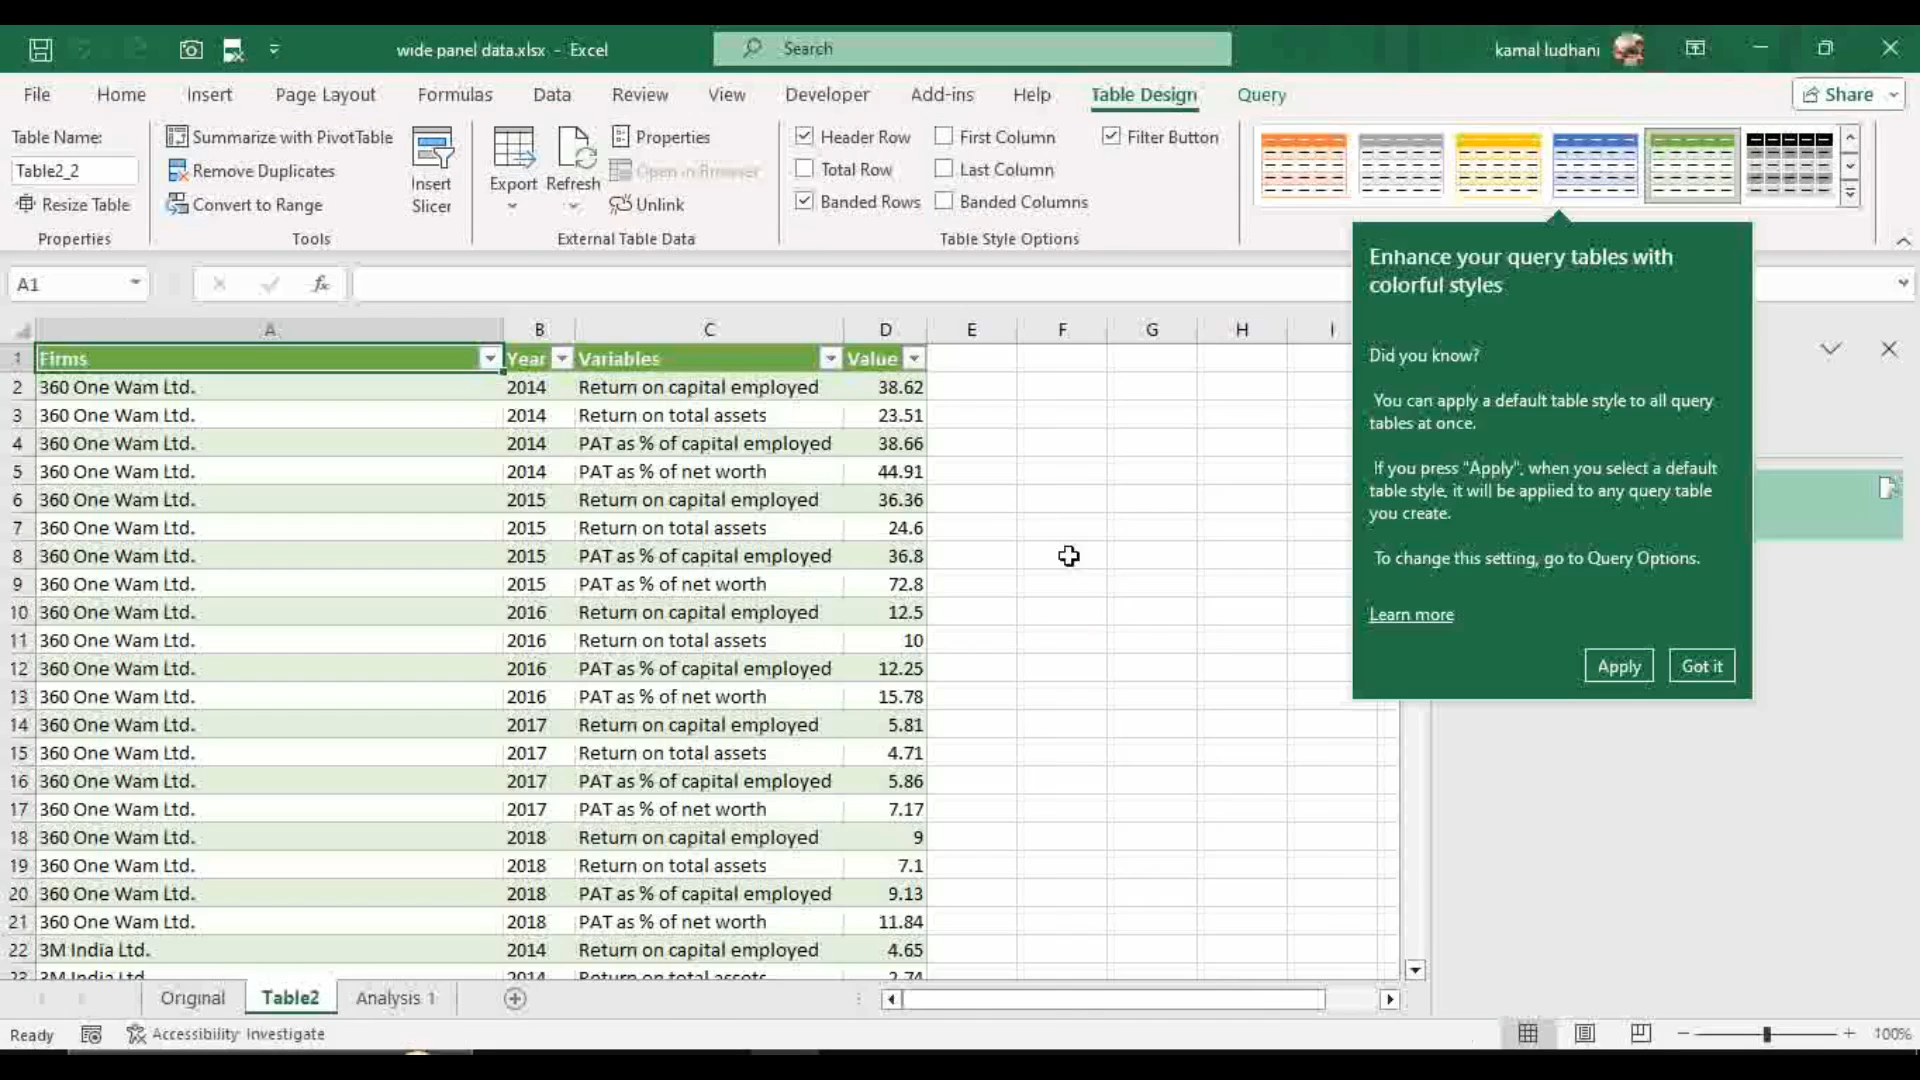 wide panel data.xlsx - Excel
Search
kamal ludhani
File Home Insert Page Layout Formulas Data Review View Developer Add-ins Help Table Design Query
Share
Table Name:
Table2_2
Resize Table
Properties
Summarize with PivotTable
Remove Duplicates
Convert to Range
Tools
Insert
Slicer
Export
Refresh
Properties
Open in Browser
Unlink
External Table Data
Header Row
Total Row
Banded Rows
First Column
Last Column
Banded Columns
Filter Button
Table Style Options
A1
fx
Enhance your query tables with
colorful styles
Did you know?
You can apply a default table style to all query
tables at once.
If you press "Apply", when you select a default
table style, it will be applied to any query table
you create.
To change this setting, go to Query Options.
Learn more
Apply Got it
A B C D E F G H I
1 Firms Year Variables Value
2 360 One Wam Ltd. 2014 Return on capital employed 38.62
3 360 One Wam Ltd. 2014 Return on total assets 23.51
4 360 One Wam Ltd. 2014 PAT as % of capital employed 38.66
5 360 One Wam Ltd. 2014 PAT as % of net worth 44.91
6 360 One Wam Ltd. 2015 Return on capital employed 36.36
7 360 One Wam Ltd. 2015 Return on total assets 24.6
8 360 One Wam Ltd. 2015 PAT as % of capital employed 36.8
9 360 One Wam Ltd. 2015 PAT as % of net worth 72.8
10 360 One Wam Ltd. 2016 Return on capital employed 12.5
11 360 One Wam Ltd. 2016 Return on total assets 10
12 360 One Wam Ltd. 2016 PAT as % of capital employed 12.25
13 360 One Wam Ltd. 2016 PAT as % of net worth 15.78
14 360 One Wam Ltd. 2017 Return on capital employed 5.81
15 360 One Wam Ltd. 2017 Return on total assets 4.71
16 360 One Wam Ltd. 2017 PAT as % of capital employed 5.86
17 360 One Wam Ltd. 2017 PAT as % of net worth 7.17
18 360 One Wam Ltd. 2018 Return on capital employed 9
19 360 One Wam Ltd. 2018 Return on total assets 7.1
20 360 One Wam Ltd. 2018 PAT as % of capital employed 9.13
21 360 One Wam Ltd. 2018 PAT as % of net worth 11.84
22 3M India Ltd. 2014 Return on capital employed 4.65
23 3M India Ltd. 2014 Return on total assets 2.74
Original Table2 Analysis 1
Ready Accessibility: Investigate 100%